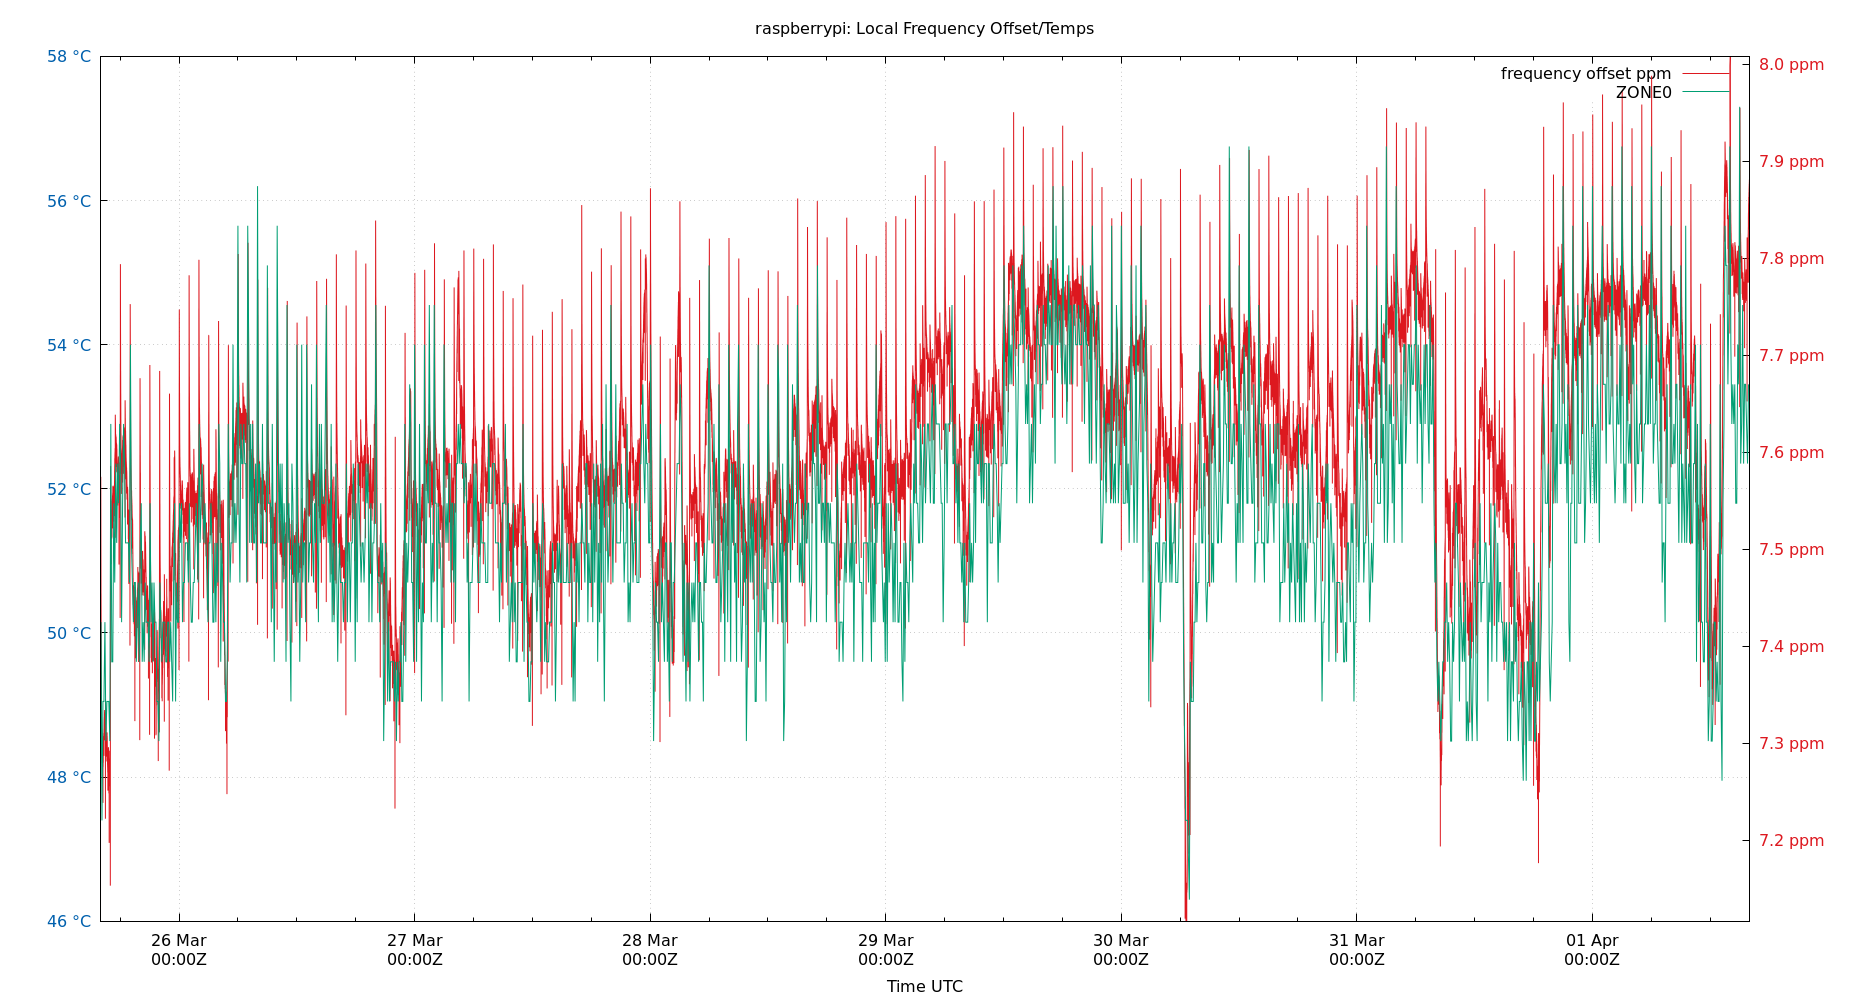 raspberrypi: Local Frequency Offset/Temps
58 °C
56 °C
54 °C
52 °C
50 °C
48 °C
46 °C
frequency offset ppm
ZONE0
8.0 ppm
7.9 ppm
7.8 ppm
7.7 ppm
7.6 ppm
7.5 ppm
7.4 ppm
7.3 ppm
7.2 ppm
26 Mar
00:00Z
27 Mar
00:00Z
28 Mar
00:00Z
29 Mar
00:00Z
30 Mar
00:00Z
31 Mar
00:00Z
01 Apr
00:00Z
Time UTC